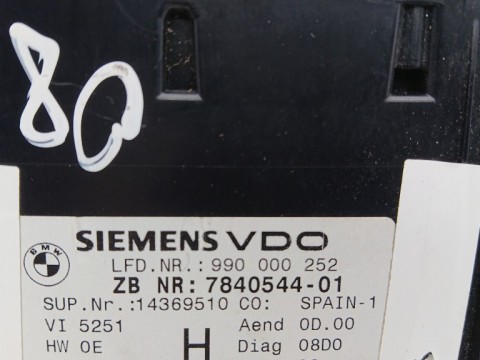 80
BMW
SIEMENS VDO
LFD.NR.:990 000 252
ZB NR:7840544-01
SUP.Nr.:14369510 CO: SPAIN-1
VI 5251 H Aend 0D.00
HW 0E Diag 08D0